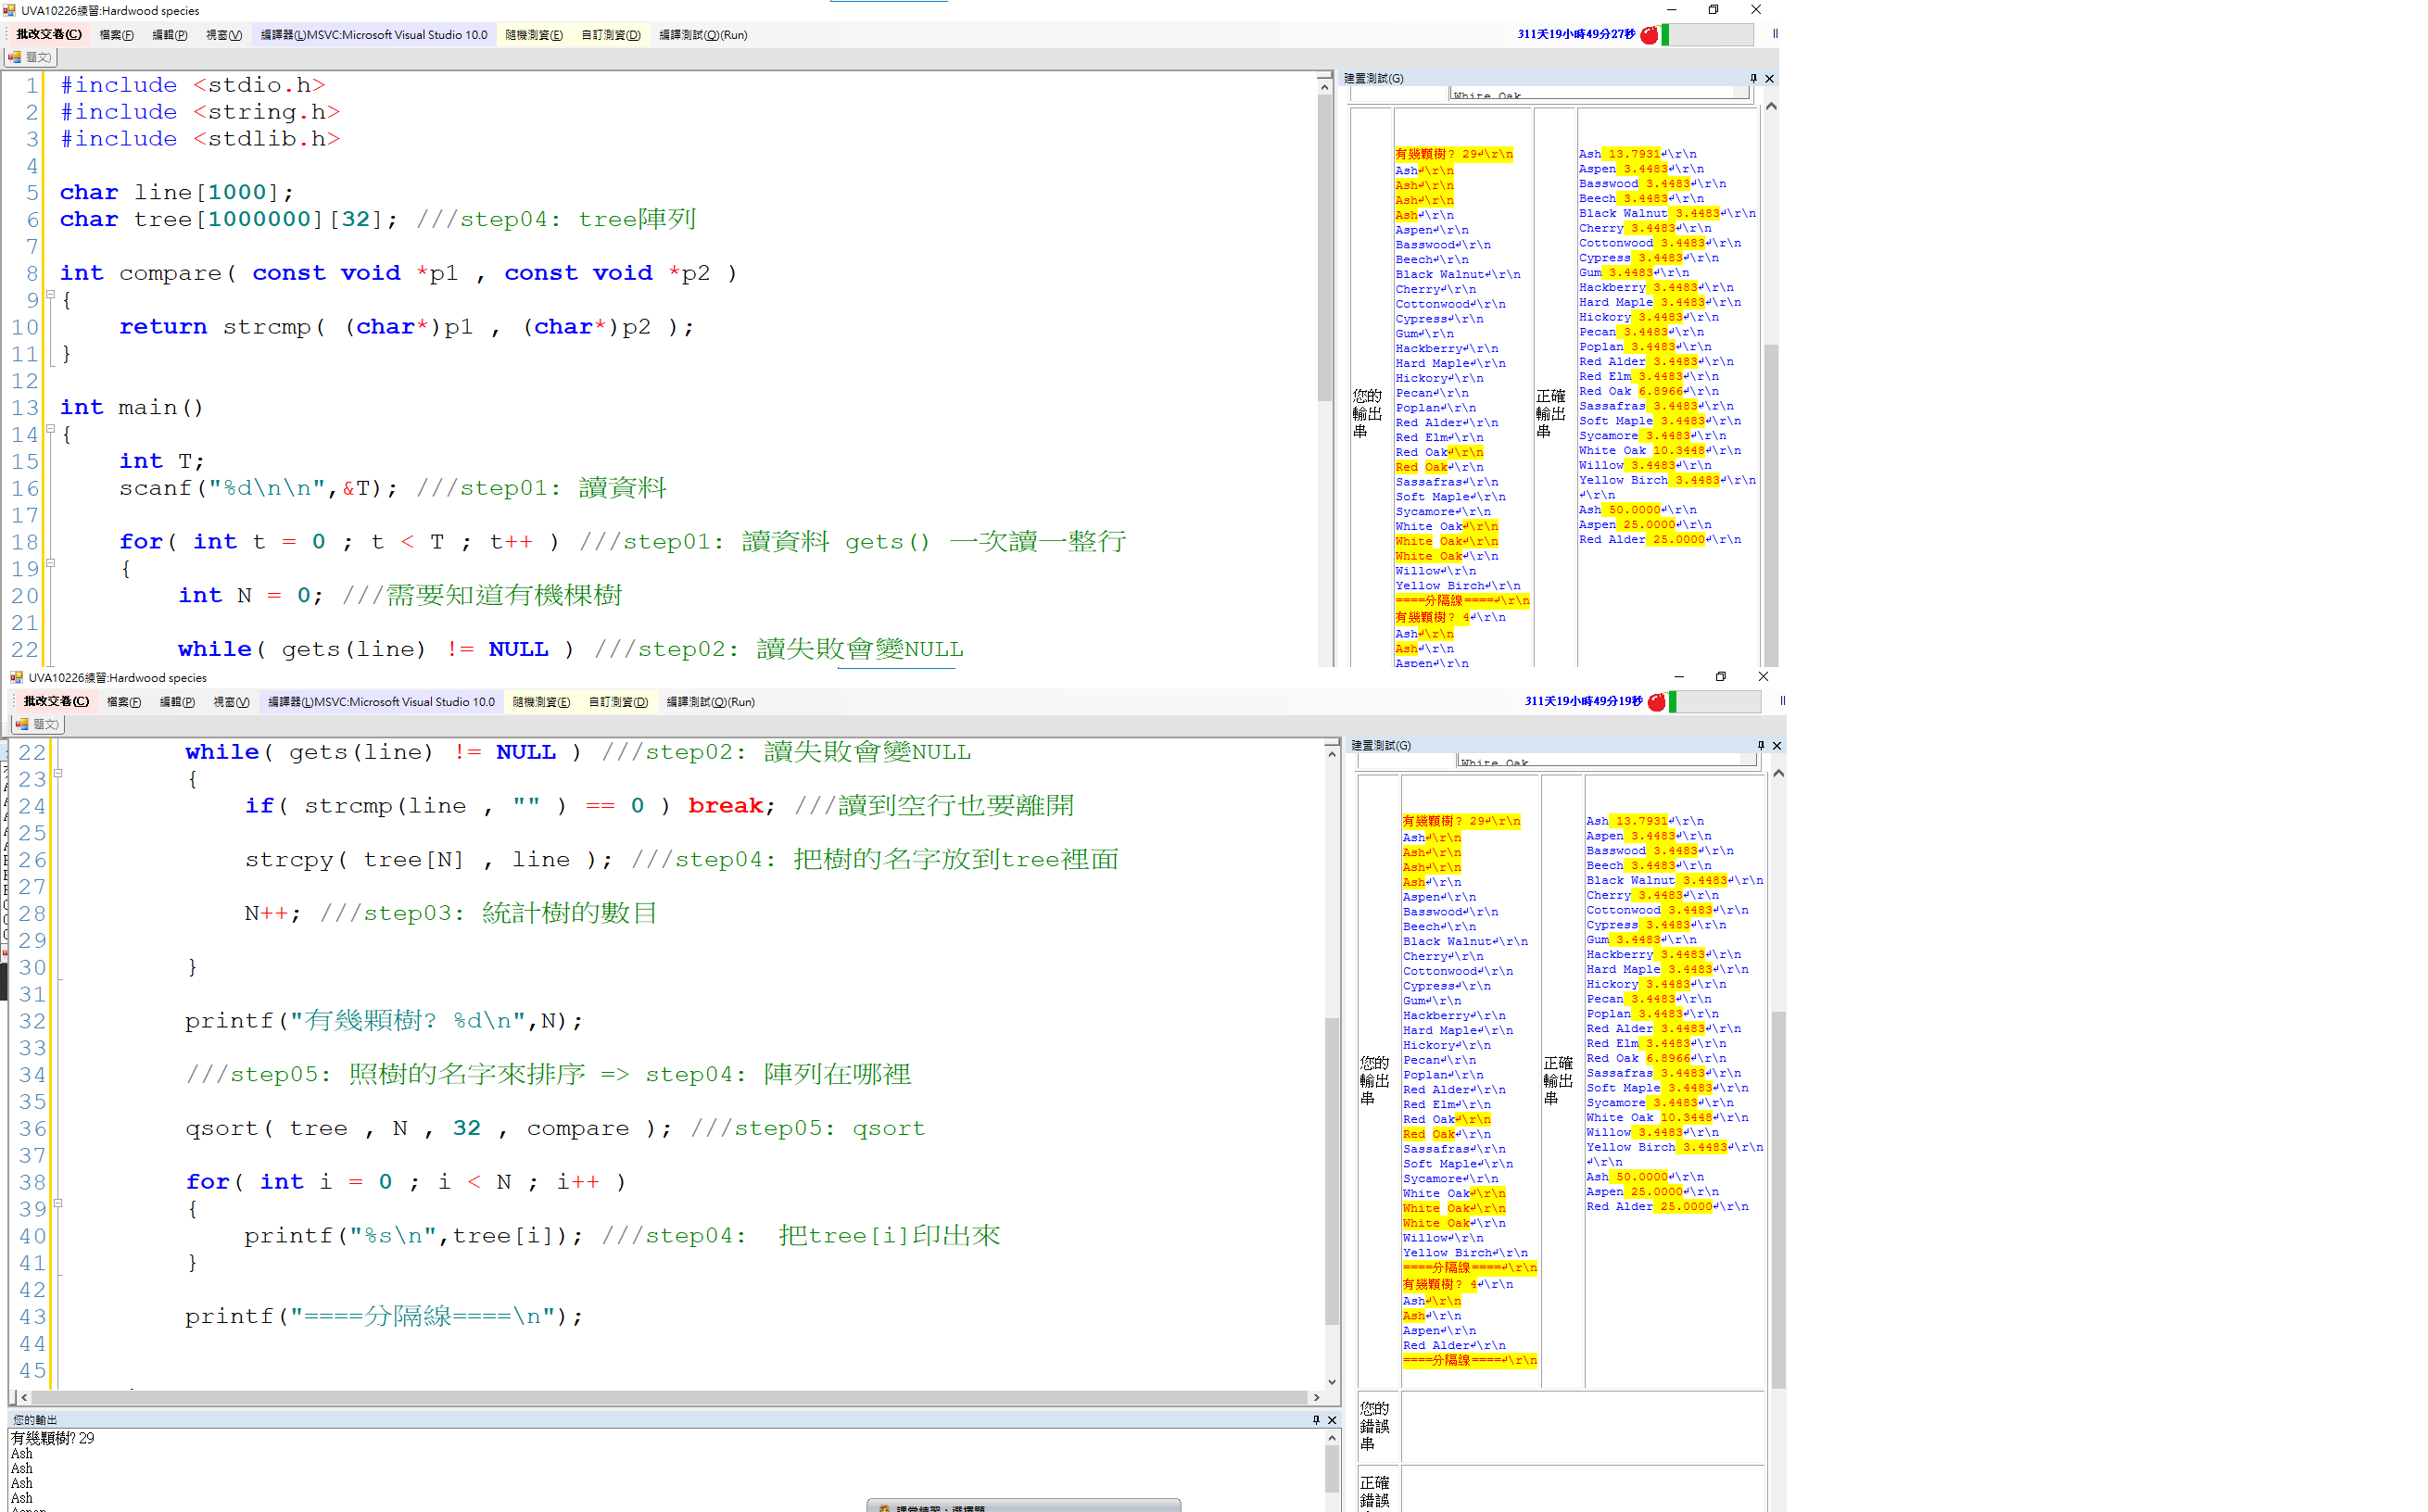 UVA10226練習:Hardwood species
批改交卷(C) 檔案(F) 編輯(P) 視窗(V) 編譯器(L)MSVC:Microsoft Visual Studio 10.0 隨機測資(E) 自訂測資(D) 編譯測試(Q)(Run) 311天19小時49分27秒
題文)
1 #include <stdio.h>
2 #include <string.h>
3 #include <stdlib.h>
4
5 char line[1000];
6 char tree[1000000][32]; ///step04: tree陣列
7
8 int compare( const void *p1 , const void *p2 )
9 {
10 return strcmp( (char*)p1 , (char*)p2 );
11 }
12
13 int main()
14 {
15 int T;
16 scanf("%d\n\n",&T); ///step01: 讀資料
17
18 for( int t = 0 ; t < T ; t++ ) ///step01: 讀資料 gets() 一次讀一整行
19 {
20 int N = 0; ///需要知道有機棵樹
21
22 while( gets(line) != NULL ) ///step02: 讀失敗會變NULL
建置測試(G)
White Oak
您的
輸出
串
有幾顆樹? 29↲\r\n
Ash↲\r\n
Ash↲\r\n
Ash↲\r\n
Ash↲\r\n
Aspen↲\r\n
Basswood↲\r\n
Beech↲\r\n
Black Walnut↲\r\n
Cherry↲\r\n
Cottonwood↲\r\n
Cypress↲\r\n
Gum↲\r\n
Hackberry↲\r\n
Hard Maple↲\r\n
Hickory↲\r\n
Pecan↲\r\n
Poplan↲\r\n
Red Alder↲\r\n
Red Elm↲\r\n
Red Oak↲\r\n
Red Oak↲\r\n
Sassafras↲\r\n
Soft Maple↲\r\n
Sycamore↲\r\n
White Oak↲\r\n
White Oak↲\r\n
White Oak↲\r\n
Willow↲\r\n
Yellow Birch↲\r\n
====分隔線====↲\r\n
有幾顆樹? 4↲\r\n
Ash↲\r\n
Ash↲\r\n
Aspen↲\r\n
正確
輸出
串
Ash 13.7931↲\r\n
Aspen 3.4483↲\r\n
Basswood 3.4483↲\r\n
Beech 3.4483↲\r\n
Black Walnut 3.4483↲\r\n
Cherry 3.4483↲\r\n
Cottonwood 3.4483↲\r\n
Cypress 3.4483↲\r\n
Gum 3.4483↲\r\n
Hackberry 3.4483↲\r\n
Hard Maple 3.4483↲\r\n
Hickory 3.4483↲\r\n
Pecan 3.4483↲\r\n
Poplan 3.4483↲\r\n
Red Alder 3.4483↲\r\n
Red Elm 3.4483↲\r\n
Red Oak 6.8966↲\r\n
Sassafras 3.4483↲\r\n
Soft Maple 3.4483↲\r\n
Sycamore 3.4483↲\r\n
White Oak 10.3448↲\r\n
Willow 3.4483↲\r\n
Yellow Birch 3.4483↲\r\n
↲\r\n
Ash 50.0000↲\r\n
Aspen 25.0000↲\r\n
Red Alder 25.0000↲\r\n
UVA10226練習:Hardwood species
批改交卷(C) 檔案(F) 編輯(P) 視窗(V) 編譯器(L)MSVC:Microsoft Visual Studio 10.0 隨機測資(E) 自訂測資(D) 編譯測試(Q)(Run) 311天19小時49分19秒
題文)
22 while( gets(line) != NULL ) ///step02: 讀失敗會變NULL
23 {
24 if( strcmp(line , "" ) == 0 ) break; ///讀到空行也要離開
25
26 strcpy( tree[N] , line ); ///step04: 把樹的名字放到tree裡面
27
28 N++; ///step03: 統計樹的數目
29
30 }
31
32 printf("有幾顆樹? %d\n",N);
33
34 ///step05: 照樹的名字來排序 => step04: 陣列在哪裡
35
36 qsort( tree , N , 32 , compare ); ///step05: qsort
37
38 for( int i = 0 ; i < N ; i++ )
39 {
40 printf("%s\n",tree[i]); ///step04: 把tree[i]印出來
41 }
42
43 printf("====分隔線====\n");
44
45
建置測試(G)
White Oak
您的
輸出
串
有幾顆樹? 29↲\r\n
Ash↲\r\n
Ash↲\r\n
Ash↲\r\n
Ash↲\r\n
Aspen↲\r\n
Basswood↲\r\n
Beech↲\r\n
Black Walnut↲\r\n
Cherry↲\r\n
Cottonwood↲\r\n
Cypress↲\r\n
Gum↲\r\n
Hackberry↲\r\n
Hard Maple↲\r\n
Hickory↲\r\n
Pecan↲\r\n
Poplan↲\r\n
Red Alder↲\r\n
Red Elm↲\r\n
Red Oak↲\r\n
Red Oak↲\r\n
Sassafras↲\r\n
Soft Maple↲\r\n
Sycamore↲\r\n
White Oak↲\r\n
White Oak↲\r\n
White Oak↲\r\n
Willow↲\r\n
Yellow Birch↲\r\n
====分隔線====↲\r\n
有幾顆樹? 4↲\r\n
Ash↲\r\n
Ash↲\r\n
Aspen↲\r\n
Red Alder↲\r\n
====分隔線====↲\r\n
正確
輸出
串
Ash 13.7931↲\r\n
Aspen 3.4483↲\r\n
Basswood 3.4483↲\r\n
Beech 3.4483↲\r\n
Black Walnut 3.4483↲\r\n
Cherry 3.4483↲\r\n
Cottonwood 3.4483↲\r\n
Cypress 3.4483↲\r\n
Gum 3.4483↲\r\n
Hackberry 3.4483↲\r\n
Hard Maple 3.4483↲\r\n
Hickory 3.4483↲\r\n
Pecan 3.4483↲\r\n
Poplan 3.4483↲\r\n
Red Alder 3.4483↲\r\n
Red Elm 3.4483↲\r\n
Red Oak 6.8966↲\r\n
Sassafras 3.4483↲\r\n
Soft Maple 3.4483↲\r\n
Sycamore 3.4483↲\r\n
White Oak 10.3448↲\r\n
Willow 3.4483↲\r\n
Yellow Birch 3.4483↲\r\n
↲\r\n
Ash 50.0000↲\r\n
Aspen 25.0000↲\r\n
Red Alder 25.0000↲\r\n
您的
錯誤
串
正確
錯誤
您的輸出
有幾顆樹? 29
Ash
Ash
Ash
Ash
課堂練習：選擇題